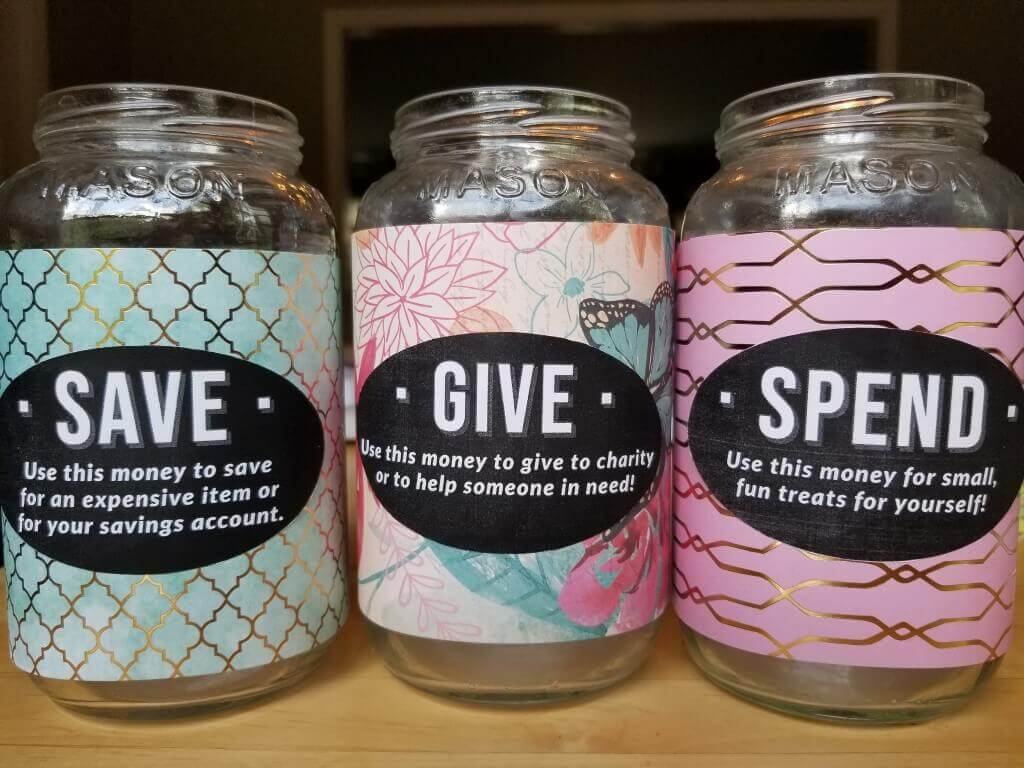 MASON
· SAVE ·
Use this money to save
for an expensive item or
for your savings account.
MASON
· GIVE ·
Use this money to give to charity
or to help someone in need!
MASON
· SPEND ·
Use this money for small,
fun treats for yourself!